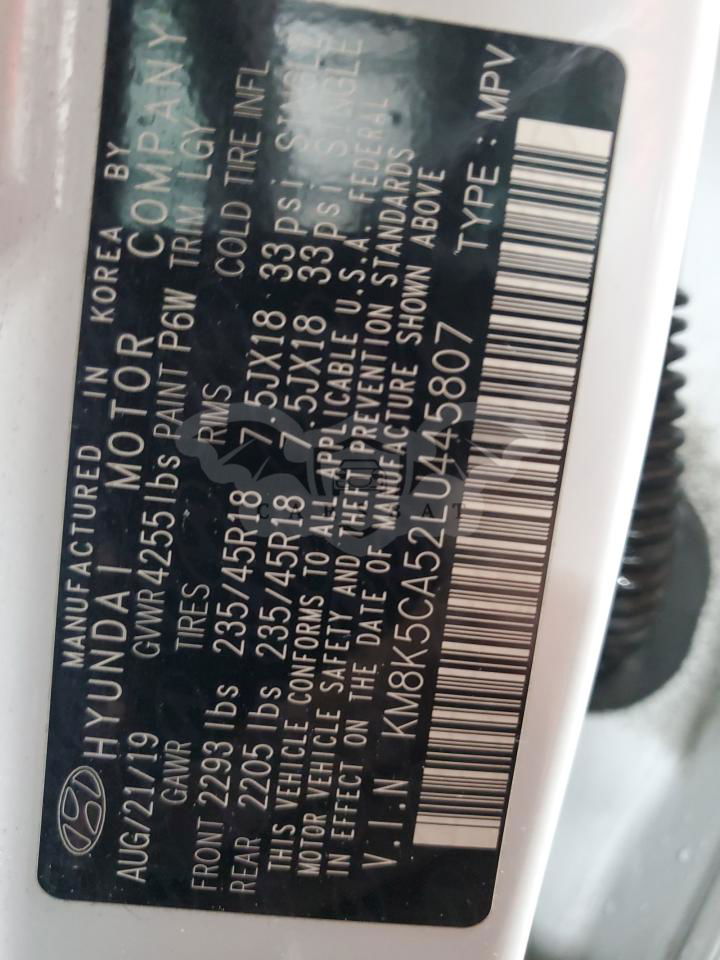 MANUFACTURED IN KOREA BY
HYUNDAI MOTOR COMPANY
AUG/21/19 GVWR 4255 lbs PAINT P6W TRIM LGY
GAWR TIRES RIMS COLD TIRE INFL
FRONT 2293 lbs 235/45R18 7.5JX18 33 psi SINGLE
REAR 2205 lbs 235/45R18 7.5JX18 33 psi SINGLE
THIS VEHICLE CONFORMS TO ALL APPLICABLE U.S.A. FEDERAL
MOTOR VEHICLE SAFETY AND THEFT PREVENTION STANDARDS
IN EFFECT ON THE DATE OF MANUFACTURE SHOWN ABOVE
V.I.N KM8K5CA52LU445807 TYPE : MPV